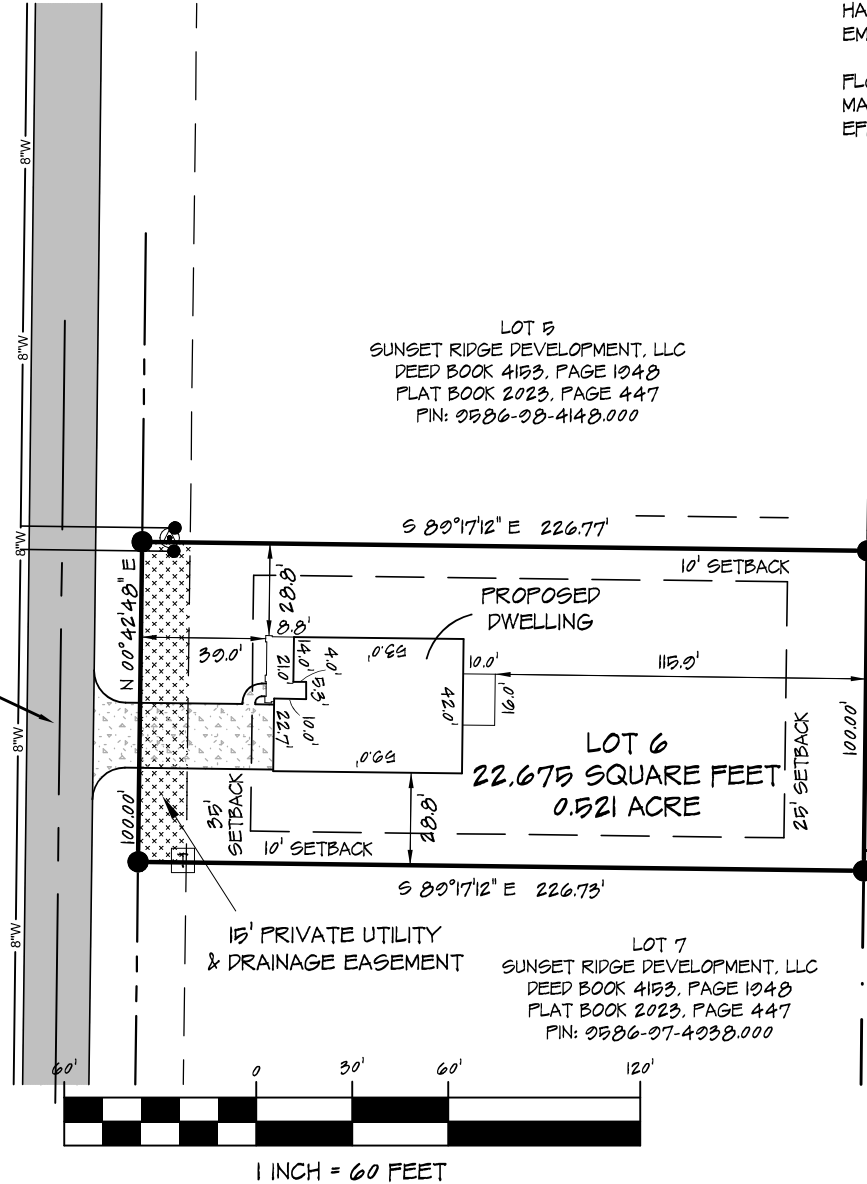 HA
EM
FL
MA
EF
8"W
8"W
LOT 5
SUNSET RIDGE DEVELOPMENT, LLC
DEED BOOK 4153, PAGE 1948
PLAT BOOK 2023, PAGE 447
PIN: 9586-98-4148.000
S 89°17'12" E 226.77'
8"W
10' SETBACK
N 00°42'48" E
28.8'
PROPOSED
DWELLING
8.8'
39.0'
14.0'
21.0'
4.0'
5.3'
53.0'
10.0'
115.9'
16.0'
42.0'
10.0'
22.7'
8"W
100.00'
LOT 6
22,675 SQUARE FEET
0.521 ACRE
59.0'
25' SETBACK
35'
SETBACK
100.00'
28.8'
10' SETBACK
S 89°17'12" E 226.73'
8"W
15' PRIVATE UTILITY
& DRAINAGE EASEMENT
LOT 7
SUNSET RIDGE DEVELOPMENT, LLC
DEED BOOK 4153, PAGE 1948
PLAT BOOK 2023, PAGE 447
PIN: 9586-97-4938.000
60' 0 30' 60' 120'
1 INCH = 60 FEET